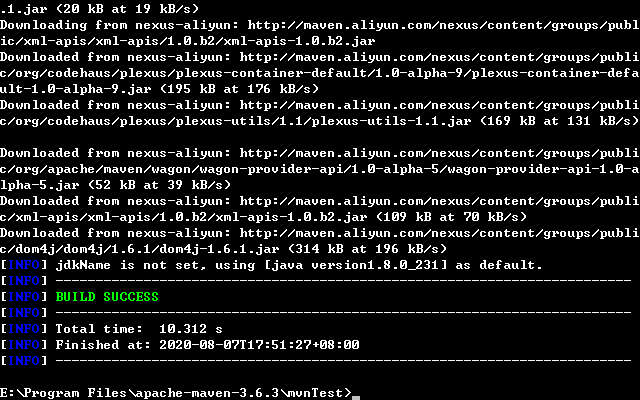 .1.jar (20 kB at 19 kB/s)
Downloading from nexus-aliyun: http://maven.aliyun.com/nexus/content/groups/publ
ic/xml-apis/xml-apis/1.0.b2/xml-apis-1.0.b2.jar
Downloaded from nexus-aliyun: http://maven.aliyun.com/nexus/content/groups/publi
c/org/codehaus/plexus/plexus-container-default/1.0-alpha-9/plexus-container-defa
ult-1.0-alpha-9.jar (195 kB at 176 kB/s)
Downloaded from nexus-aliyun: http://maven.aliyun.com/nexus/content/groups/publi
c/org/codehaus/plexus/plexus-utils/1.1/plexus-utils-1.1.jar (169 kB at 131 kB/s)
Downloaded from nexus-aliyun: http://maven.aliyun.com/nexus/content/groups/publi
c/org/apache/maven/wagon/wagon-provider-api/1.0-alpha-5/wagon-provider-api-1.0-a
lpha-5.jar (52 kB at 39 kB/s)
Downloaded from nexus-aliyun: http://maven.aliyun.com/nexus/content/groups/publi
c/xml-apis/xml-apis/1.0.b2/xml-apis-1.0.b2.jar (109 kB at 70 kB/s)
Downloaded from nexus-aliyun: http://maven.aliyun.com/nexus/content/groups/publi
c/dom4j/dom4j/1.6.1/dom4j-1.6.1.jar (314 kB at 196 kB/s)
[INFO] jdkName is not set, using [java version1.8.0_231] as default.
[INFO] ------------------------------------------------------------------------
[INFO] BUILD SUCCESS
[INFO] ------------------------------------------------------------------------
[INFO] Total time:  10.312 s
[INFO] Finished at: 2020-08-07T17:51:27+08:00
[INFO] ------------------------------------------------------------------------
E:\Program Files\apache-maven-3.6.3\mvnTest>